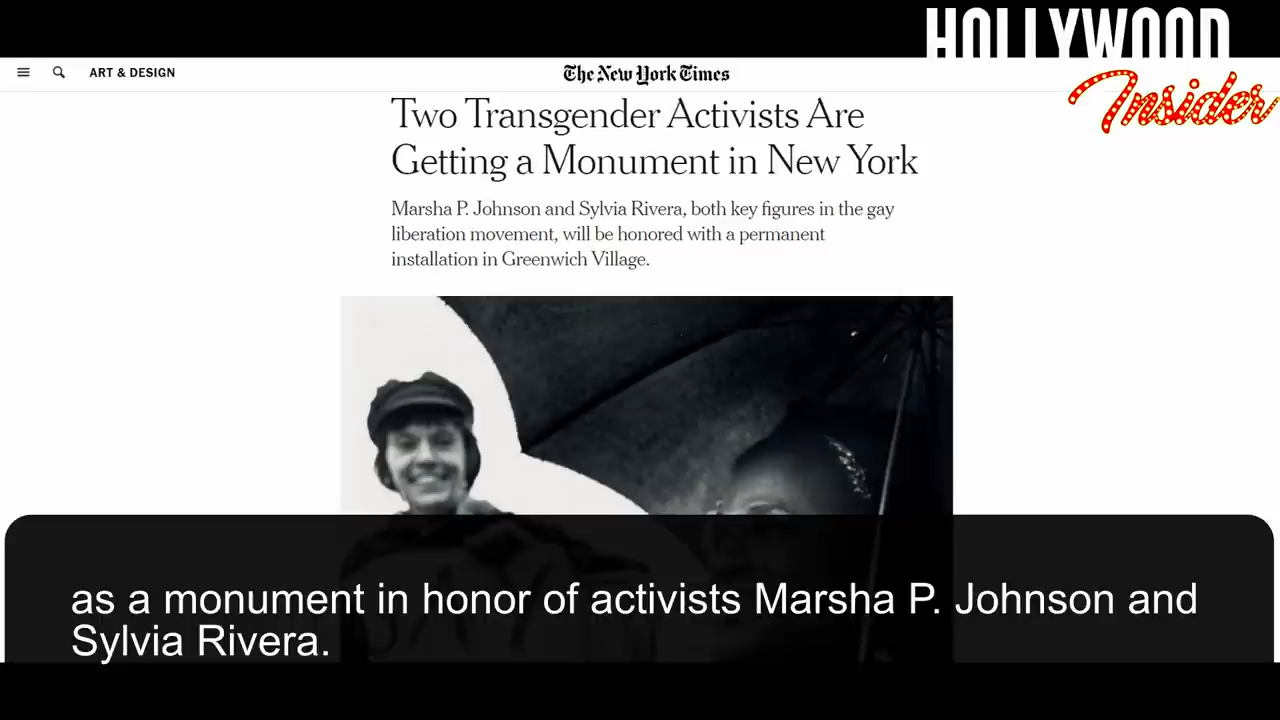 HOLLYWOOD
Insider
ART & DESIGN
The New York Times
Two Transgender Activists Are
Getting a Monument in New York
Marsha P. Johnson and Sylvia Rivera, both key figures in the gay
liberation movement, will be honored with a permanent
installation in Greenwich Village.
as a monument in honor of activists Marsha P. Johnson and
Sylvia Rivera.